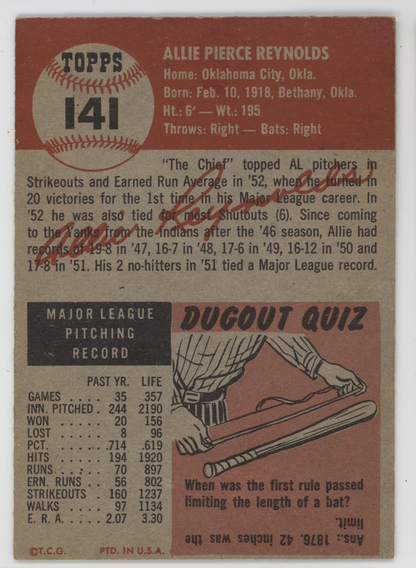 TOPPS
141
ALLIE PIERCE REYNOLDS
Home: Oklahoma City, Okla.
Born: Feb. 10, 1918, Bethany, Okla.
Ht.: 6' — Wt.: 195
Throws: Right — Bats: Right
"The Chief" topped AL pitchers in
Strikeouts and Earned Run Average in '52, when he turned in
20 victories for the 1st time in his Major League career. In
'52 he was also tied for most shutouts (6). Since coming
to the Yanks from the Indians after the '46 season, Allie had
records of 19-8 in '47, 16-7 in '48, 17-6 in '49, 16-12 in '50 and
17-8 in '51. His 2 no-hitters in '51 tied a Major League record.
Allie Reynolds
MAJOR LEAGUE
PITCHING
RECORD
PAST YR. LIFE
GAMES . . . . . 35 357
INN. PITCHED . 244 2190
WON . . . . . 20 156
LOST . . . . . 8 96
PCT. . . . . . .714 .619
HITS . . . . . 194 1920
RUNS . . . . . 70 897
ERN. RUNS . . . 56 802
STRIKEOUTS . . 160 1237
WALKS . . . . 97 1134
E. R. A. . . . . 2.07 3.30
©T.C.G. PTD. IN U.S.A.
DUGOUT QUIZ
When was the first rule passed
limiting the length of a bat?
Ans.: 1876. 42 inches was the
limit.